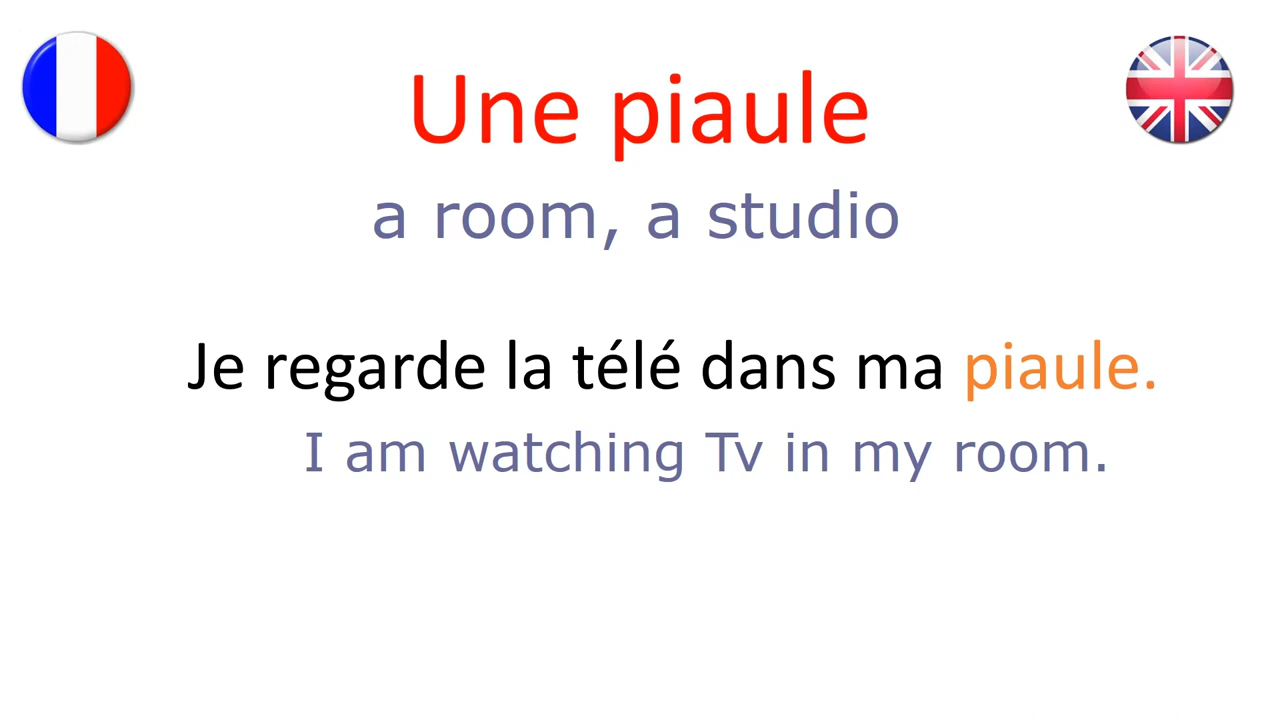 Une piaule
a room, a studio
Je regarde la télé dans ma piaule.
I am watching Tv in my room.